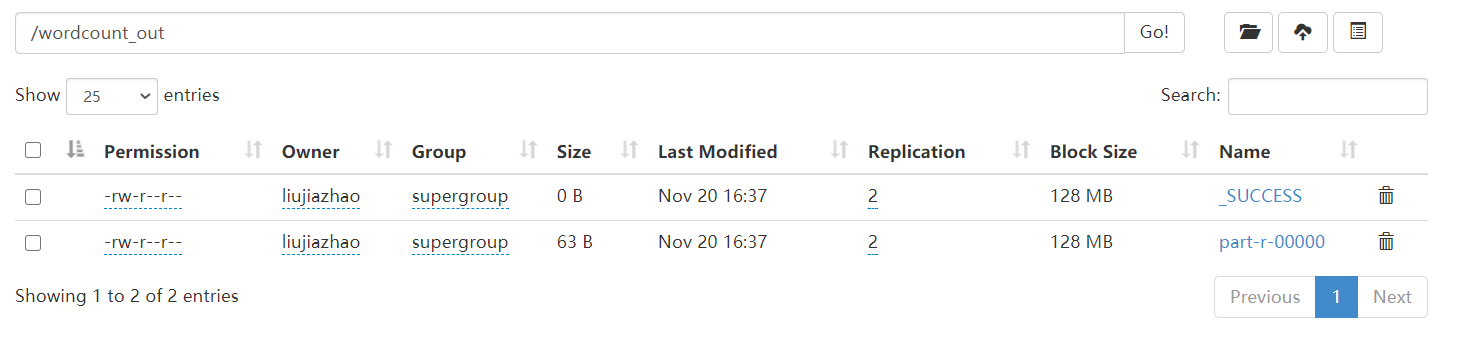 /wordcount_out Go!
Show 25 entries Search:
Permission Owner Group Size Last Modified Replication Block Size Name
-rw-r--r-- liujiazhao supergroup 0 B Nov 20 16:37 2 128 MB _SUCCESS
-rw-r--r-- liujiazhao supergroup 63 B Nov 20 16:37 2 128 MB part-r-00000
Showing 1 to 2 of 2 entries Previous 1 Next